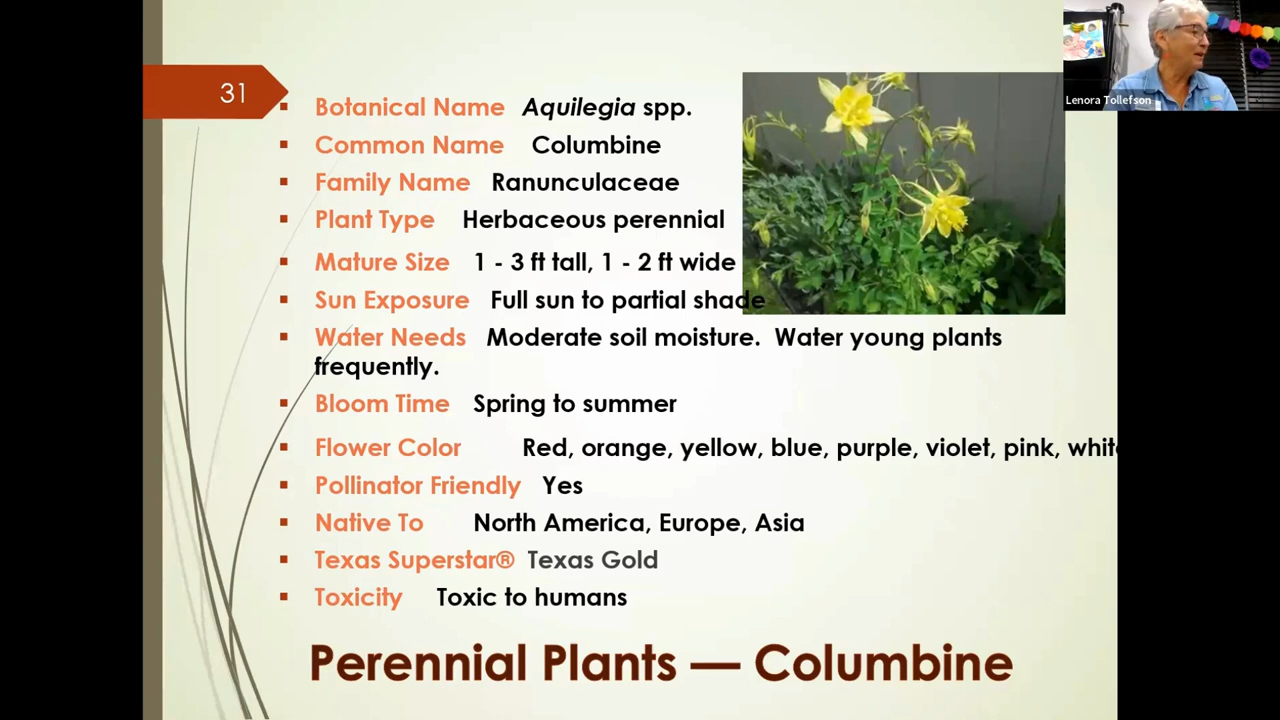 31
Botanical Name Aquilegia spp.
Common Name Columbine
Family Name Ranunculaceae
Plant Type Herbaceous perennial
Mature Size 1 - 3 ft tall, 1 - 2 ft wide
Sun Exposure Full sun to partial shade
Water Needs Moderate soil moisture. Water young plants
frequently.
Bloom Time Spring to summer
Flower Color Red, orange, yellow, blue, purple, violet, pink, white
Pollinator Friendly Yes
Native To North America, Europe, Asia
Texas Superstar® Texas Gold
Toxicity Toxic to humans
Perennial Plants — Columbine
Lenora Tollefson